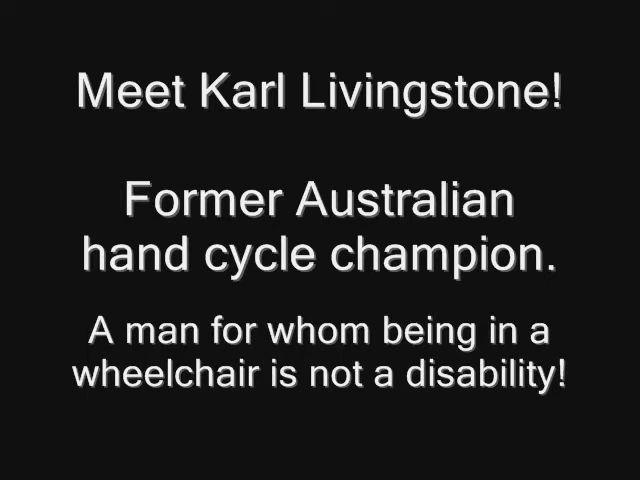 Meet Karl Livingstone!
Former Australian
hand cycle champion.
A man for whom being in a
wheelchair is not a disability!